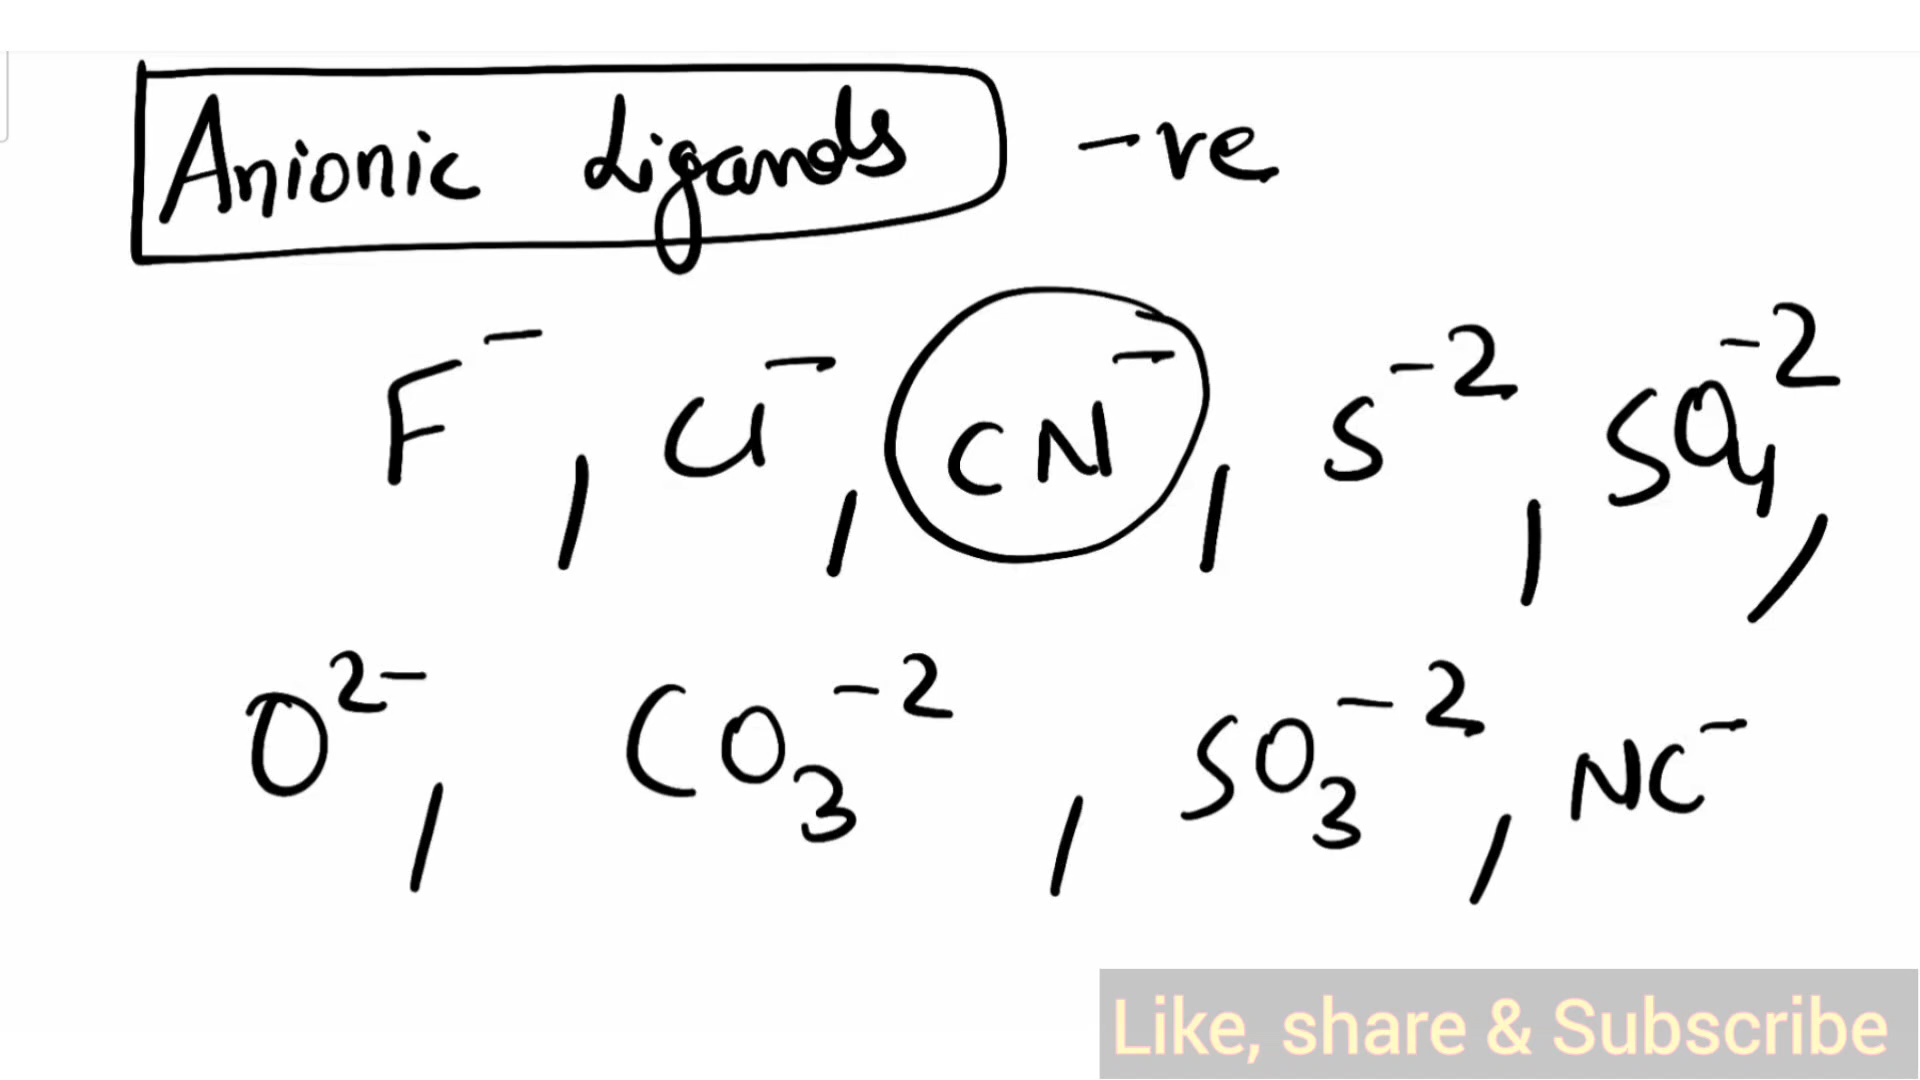 Anionic Ligands -ve
F⁻, Cl⁻, CN⁻, S⁻², SO₄⁻²,
O²⁻, CO₃⁻², SO₃⁻², NC⁻
Like, share & Subscribe